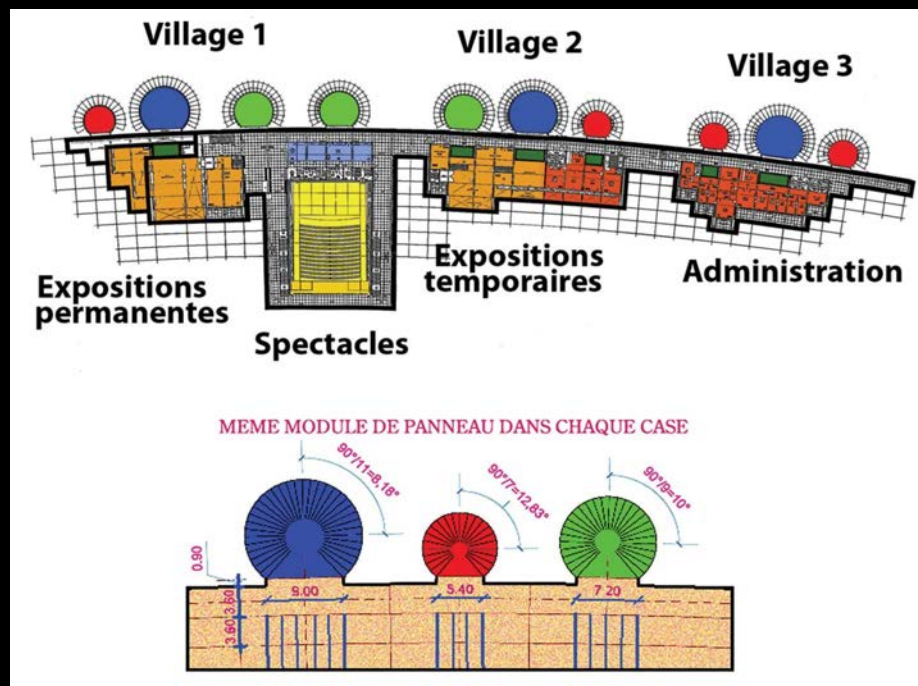 Village 1
Village 2
Village 3
Expositions
permanentes
Spectacles
Expositions
temporaires
Administration
MEME MODULE DE PANNEAU DANS CHAQUE CASE
90°/11=8,18°
90°/7=12,83°
90°/9=10°
0.90
3.60
3.60
9.00
5.40
7.20